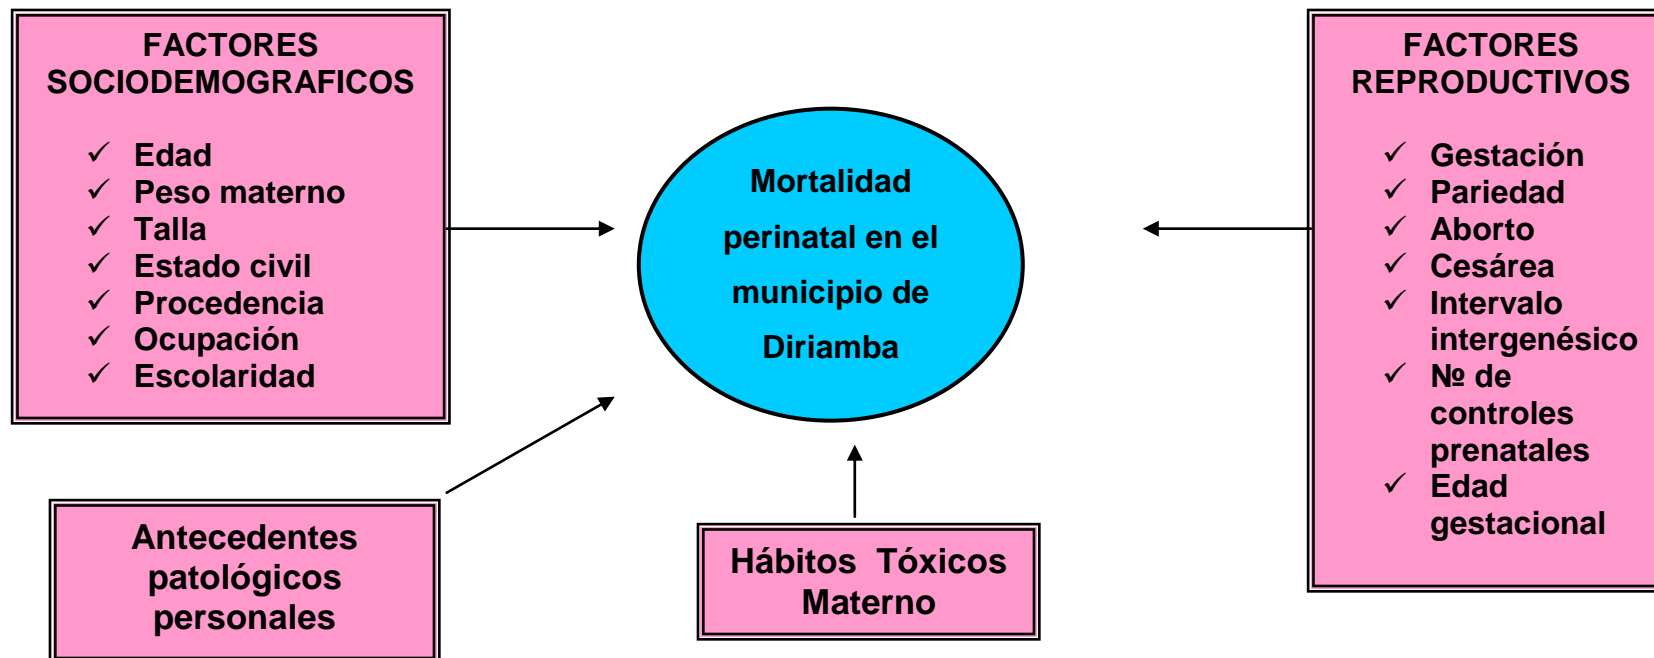 FACTORES
SOCIODEMOGRAFICOS
✓ Edad
✓ Peso materno
✓ Talla
✓ Estado civil
✓ Procedencia
✓ Ocupación
✓ Escolaridad
Mortalidad
perinatal en el
municipio de
Diriamba
FACTORES
REPRODUCTIVOS
✓ Gestación
✓ Pariedad
✓ Aborto
✓ Cesárea
✓ Intervalo
intergenésico
✓ № de
controles
prenatales
✓ Edad
gestacional
Antecedentes
patológicos
personales
Hábitos Tóxicos
Materno